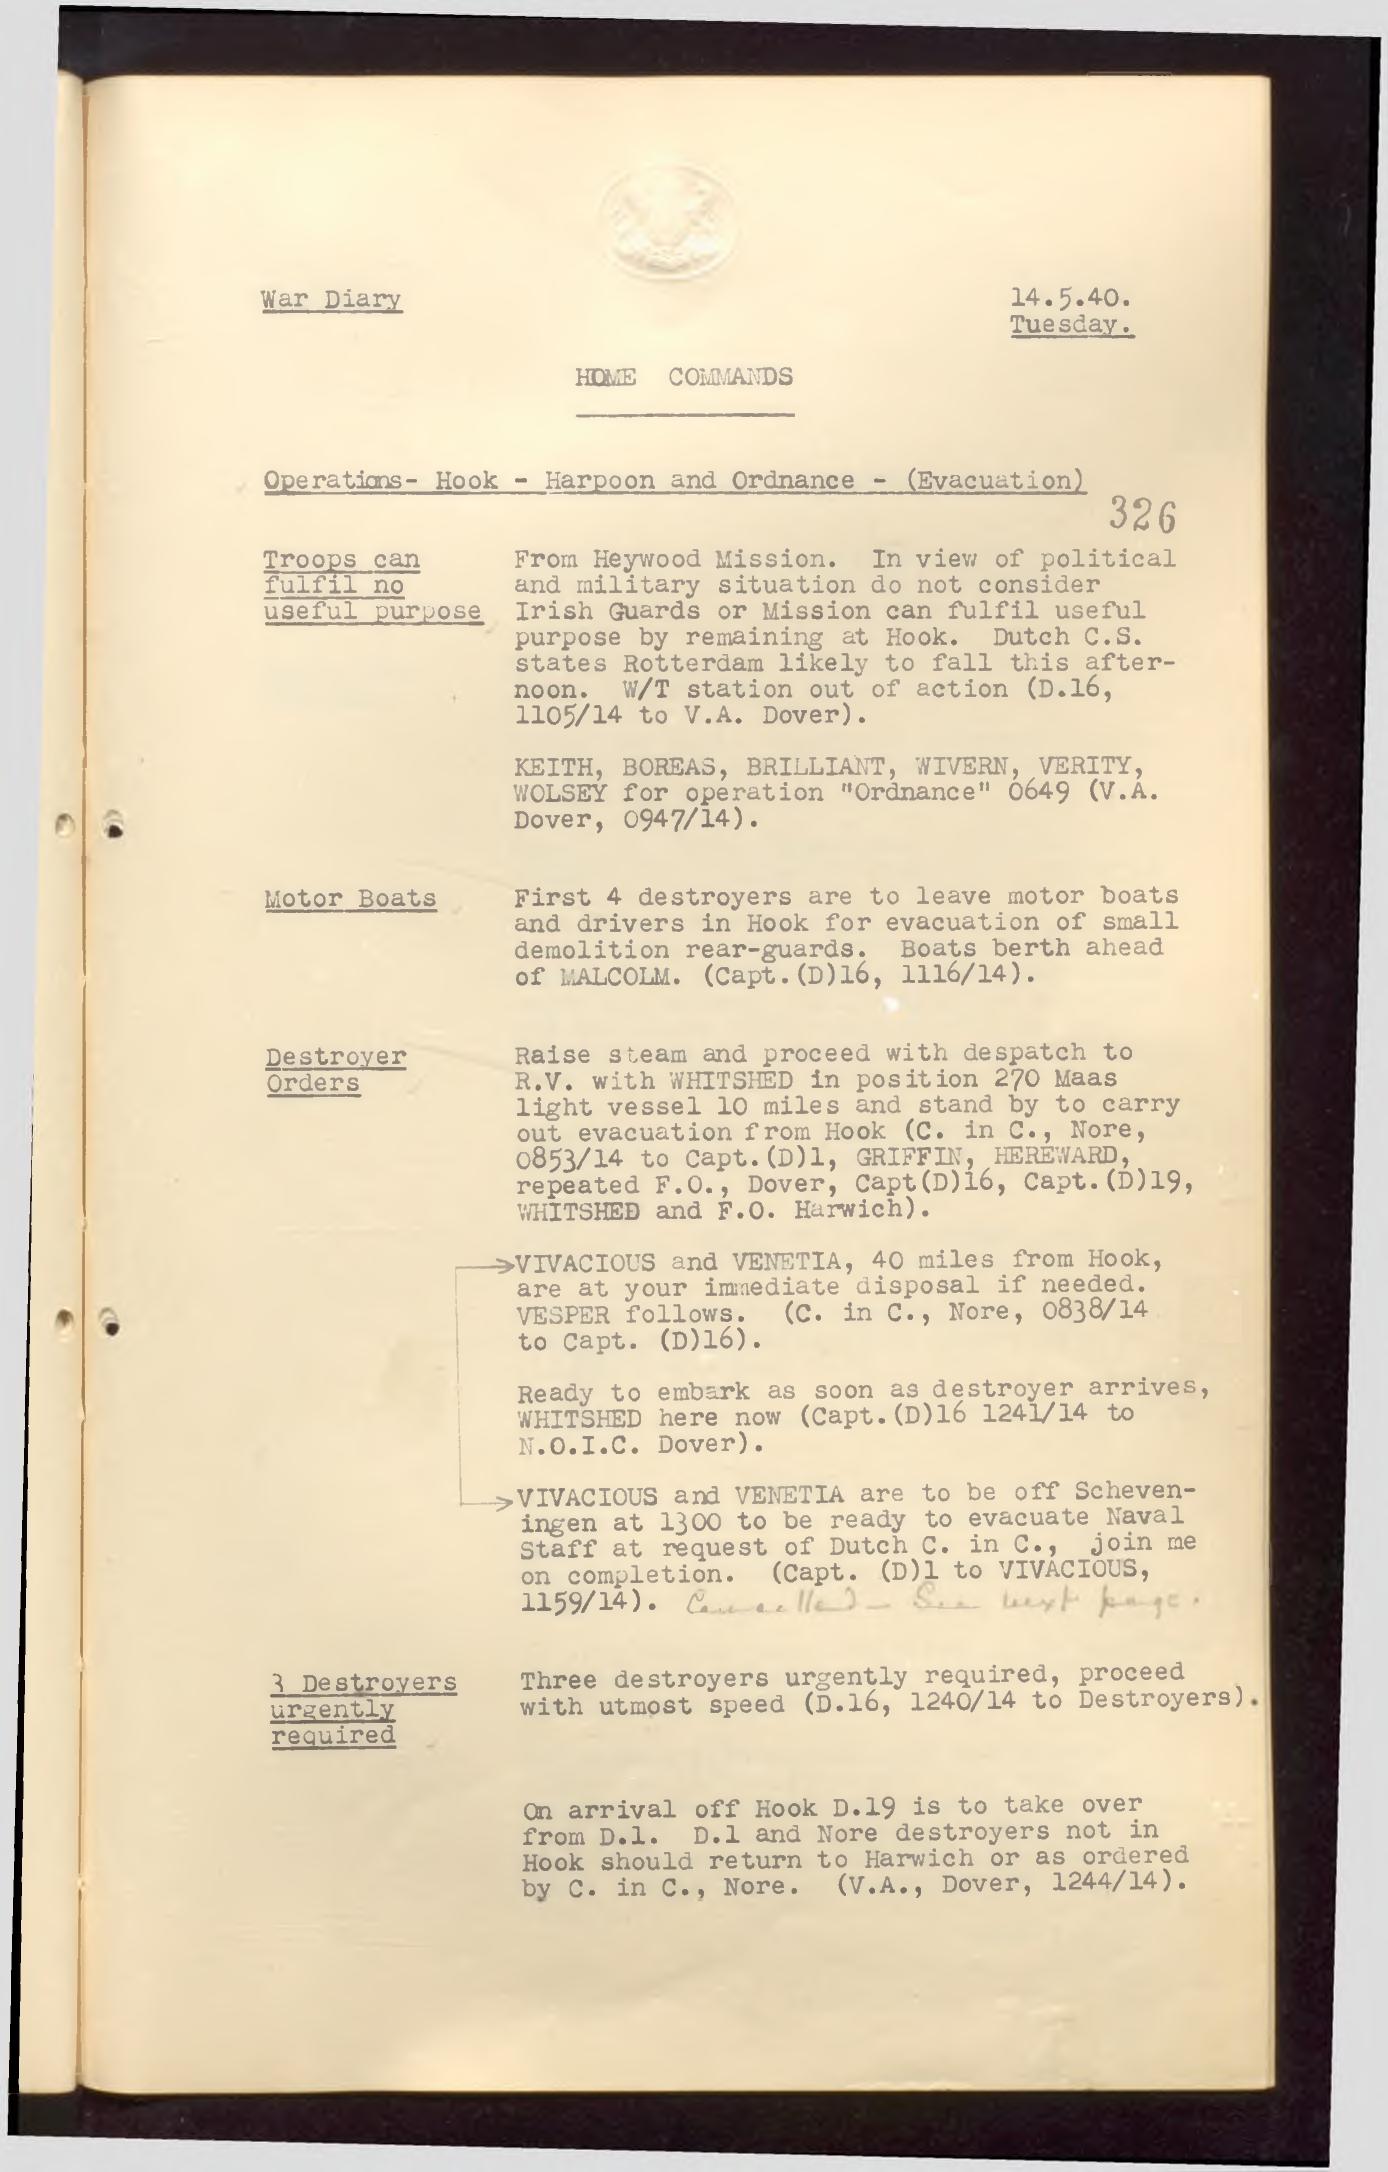 War Diary
14.5.40.
Tuesday.
HOME COMMANDS
Operations- Hook - Harpoon and Ordnance - (Evacuation)
326
Troops can
fulfil no
useful purpose
From Heywood Mission. In view of political
and military situation do not consider
Irish Guards or Mission can fulfil useful
purpose by remaining at Hook. Dutch C.S.
states Rotterdam likely to fall this after-
noon. W/T station out of action (D.16,
1105/14 to V.A. Dover).
KEITH, BOREAS, BRILLIANT, WIVERN, VERITY,
WOLSEY for operation "Ordnance" 0649 (V.A.
Dover, 0947/14).
Motor Boats
First 4 destroyers are to leave motor boats
and drivers in Hook for evacuation of small
demolition rear-guards. Boats berth ahead
of MALCOLM. (Capt.(D)16, 1116/14).
Destroyer
Orders
Raise steam and proceed with despatch to
R.V. with WHITSHED in position 270 Maas
light vessel 10 miles and stand by to carry
out evacuation from Hook (C. in C., Nore,
0853/14 to Capt.(D)1, GRIFFIN, HEREWARD,
repeated F.O., Dover, Capt(D)16, Capt.(D)19,
WHITSHED and F.O. Harwich).
VIVACIOUS and VENETIA, 40 miles from Hook,
are at your immediate disposal if needed.
VESPER follows. (C. in C., Nore, 0838/14
to Capt. (D)16).
Ready to embark as soon as destroyer arrives,
WHITSHED here now (Capt.(D)16 1241/14 to
N.O.I.C. Dover).
VIVACIOUS and VENETIA are to be off Scheven-
ingen at 1300 to be ready to evacuate Naval
Staff at request of Dutch C. in C., join me
on completion. (Capt. (D)1 to VIVACIOUS,
1159/14). Cancelled - See next page.
3 Destroyers
urgently
required
Three destroyers urgently required, proceed
with utmost speed (D.16, 1240/14 to Destroyers).
On arrival off Hook D.19 is to take over
from D.1. D.1 and Nore destroyers not in
Hook should return to Harwich or as ordered
by C. in C., Nore. (V.A., Dover, 1244/14).